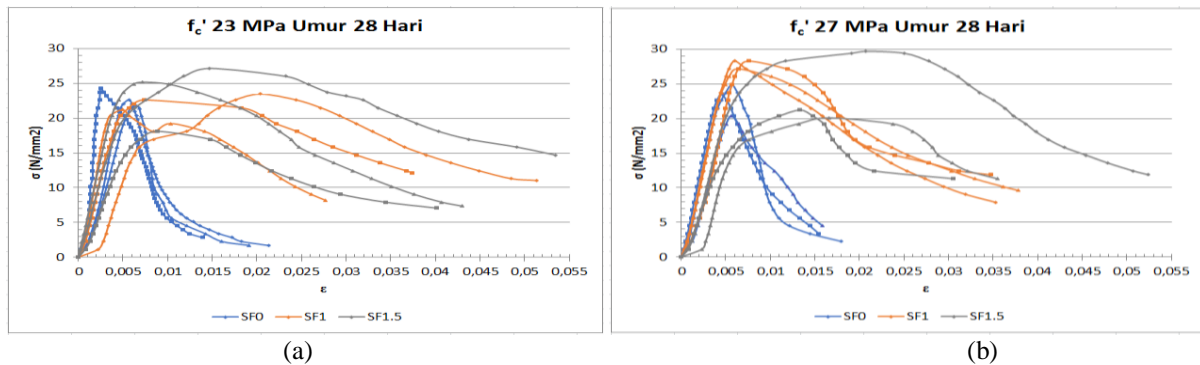 f_c' 23 MPa Umur 28 Hari
σ (N/mm2)
30
25
20
15
10
5
0
0 0,005 0,01 0,015 0,02 0,025 0,03 0,035 0,04 0,045 0,05 0,055
ε
SF0 SF1 SF1.5
(a)
f_c' 27 MPa Umur 28 Hari
σ (N/mm2)
30
25
20
15
10
5
0
0 0,005 0,01 0,015 0,02 0,025 0,03 0,035 0,04 0,045 0,05 0,055
ε
SF0 SF1 SF1.5
(b)